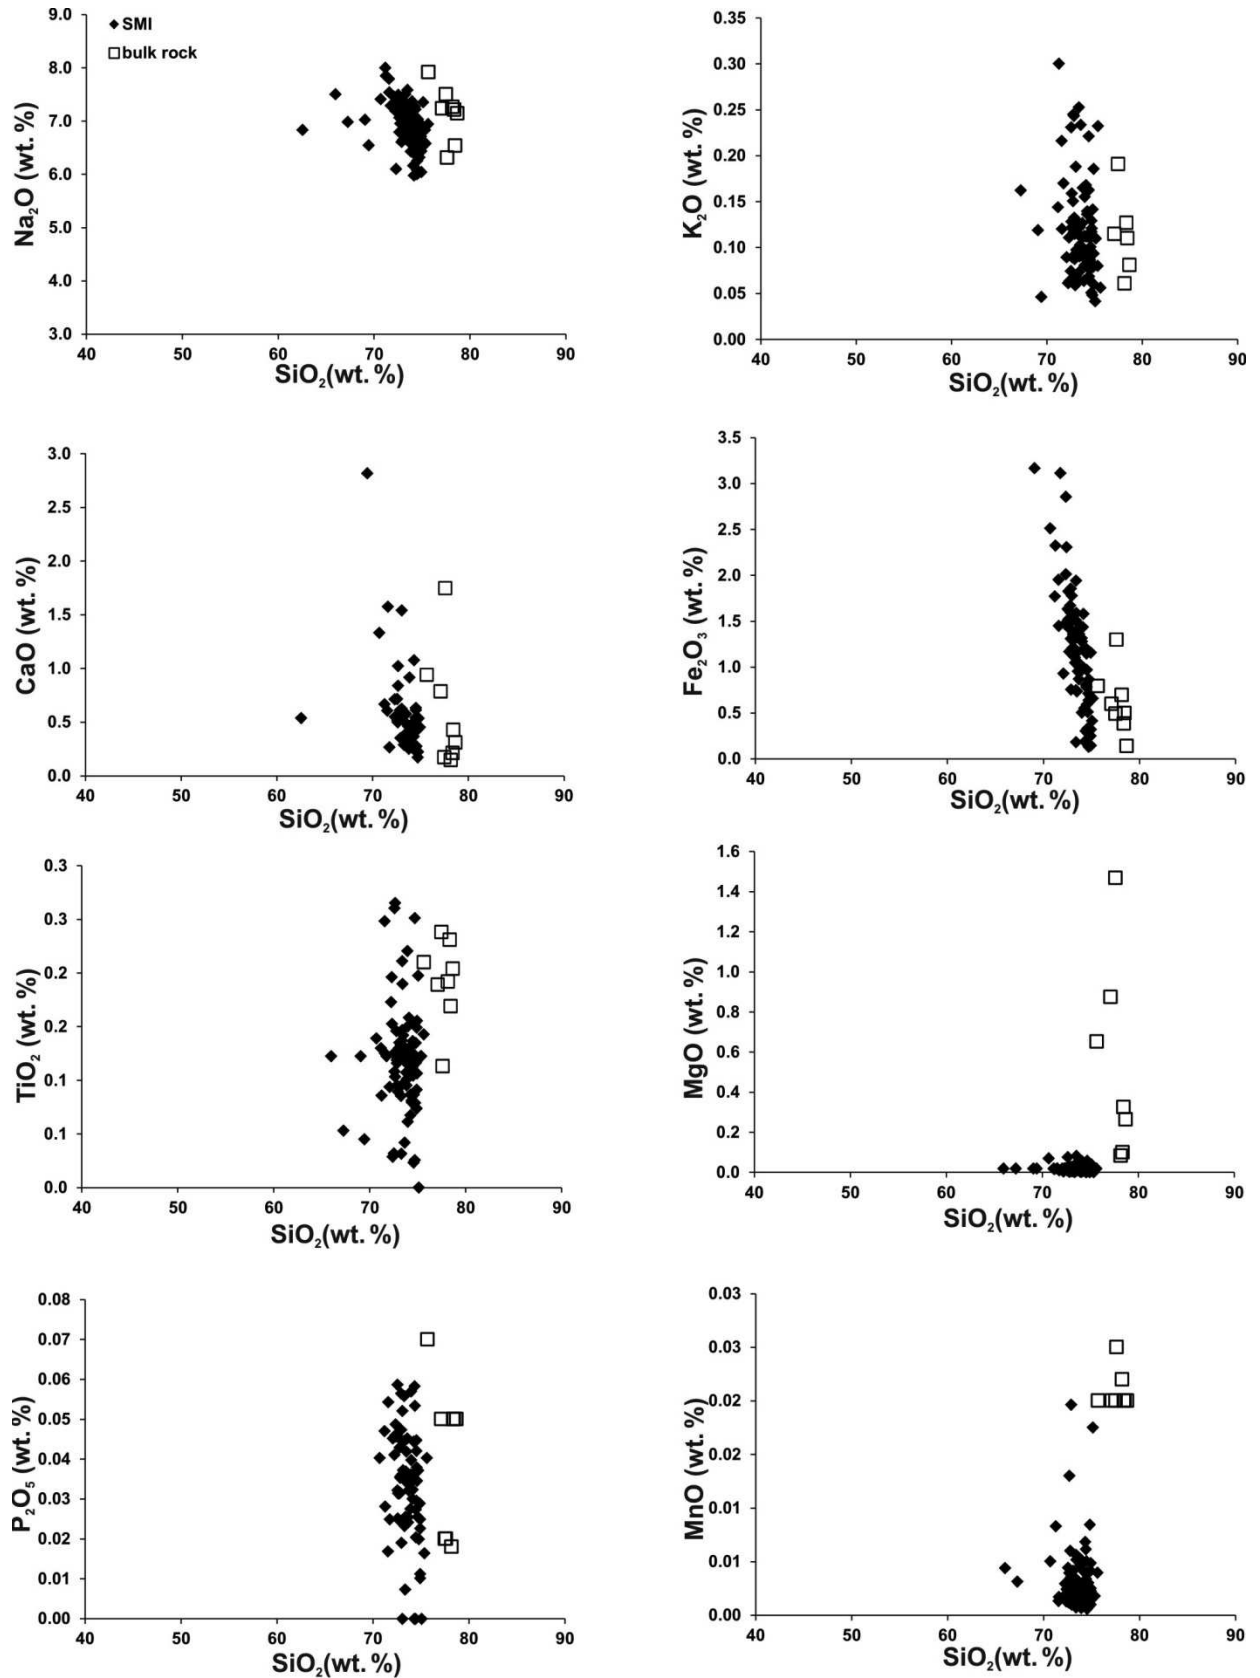 9.0
SMI
bulk rock
8.0
7.0
6.0
5.0
4.0
3.0
Na₂O (wt. %)
40 50 60 70 80 90
SiO₂(wt. %)
0.35
0.30
0.25
0.20
0.15
0.10
0.05
0.00
K₂O (wt. %)
40 50 60 70 80 90
SiO₂(wt. %)
3.0
2.5
2.0
1.5
1.0
0.5
0.0
CaO (wt. %)
40 50 60 70 80 90
SiO₂(wt. %)
3.5
3.0
2.5
2.0
1.5
1.0
0.5
0.0
Fe₂O₃ (wt. %)
40 50 60 70 80 90
SiO₂(wt. %)
0.3
0.3
0.2
0.2
0.1
0.1
0.0
TiO₂ (wt. %)
40 50 60 70 80 90
SiO₂(wt. %)
1.6
1.4
1.2
1.0
0.8
0.6
0.4
0.2
0.0
MgO (wt. %)
40 50 60 70 80 90
SiO₂(wt. %)
0.08
0.07
0.06
0.05
0.04
0.03
0.02
0.01
0.00
P₂O₅ (wt. %)
40 50 60 70 80 90
SiO₂(wt. %)
0.03
0.03
0.02
0.02
0.01
0.01
0.00
MnO (wt. %)
40 50 60 70 80 90
SiO₂(wt. %)